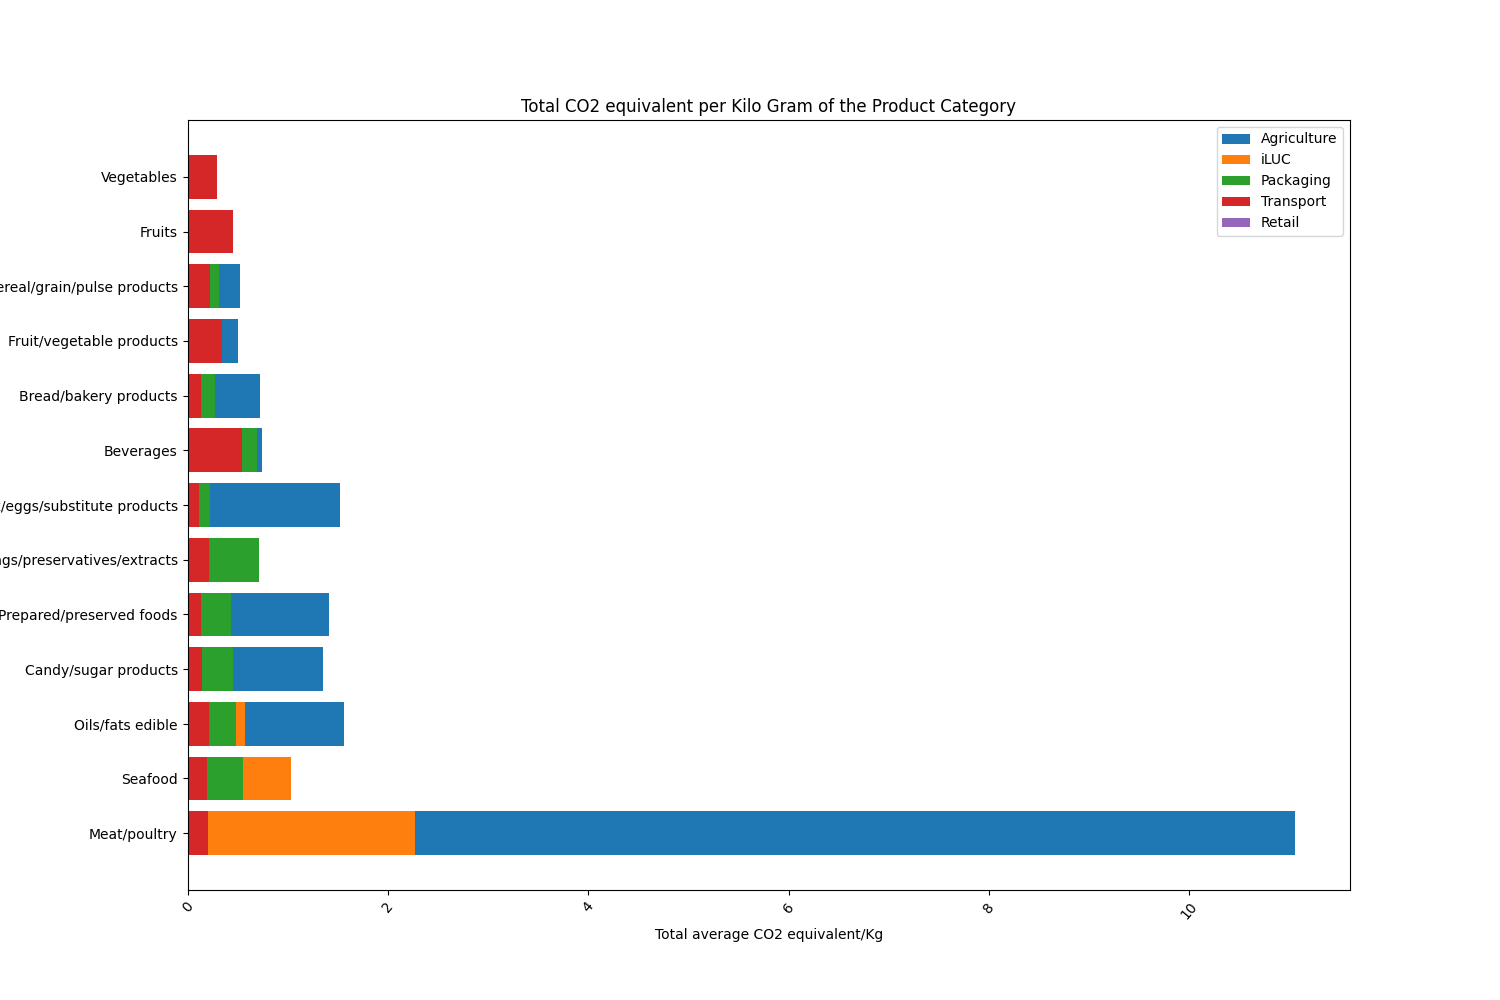 Total CO2 equivalent per Kilo Gram of the Product Category
Agriculture
iLUC
Packaging
Transport
Retail
Vegetables
Fruits
ereal/grain/pulse products
Fruit/vegetable products
Bread/bakery products
Beverages
/eggs/substitute products
gs/preservatives/extracts
Prepared/preserved foods
Candy/sugar products
Oils/fats edible
Seafood
Meat/poultry
0 2 4 6 8 10
Total average CO2 equivalent/Kg